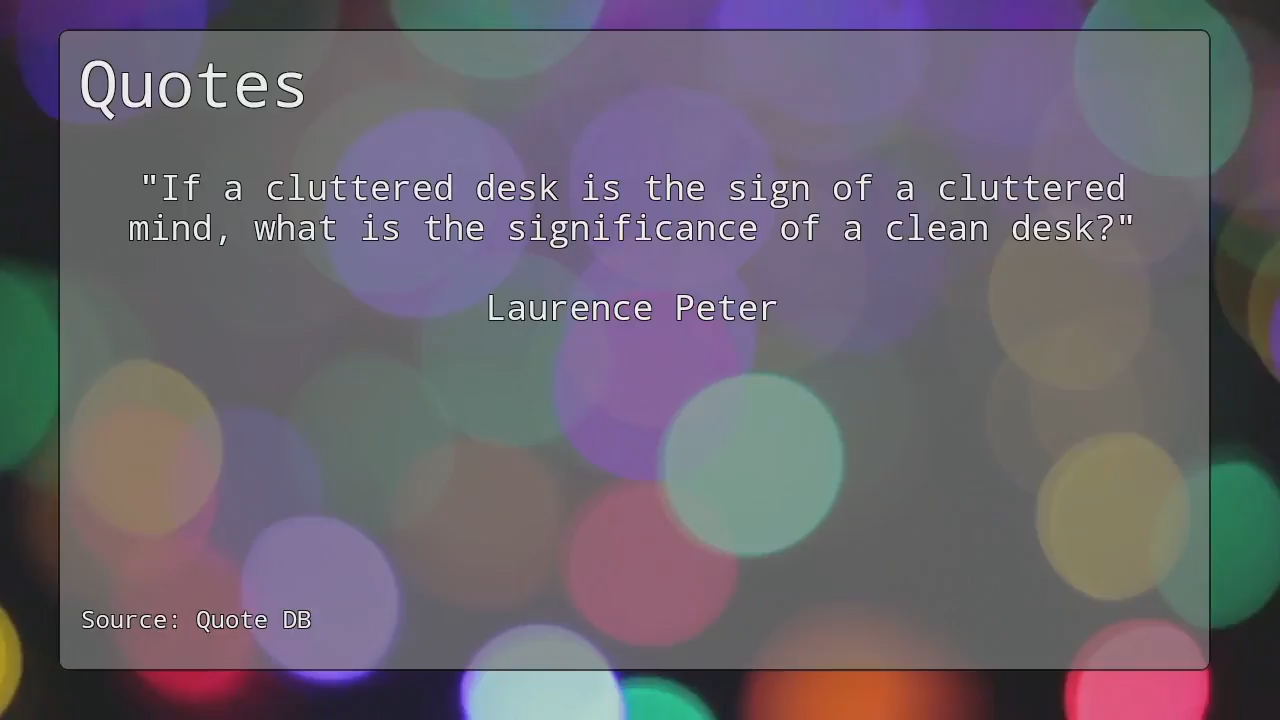 Quotes
"If a cluttered desk is the sign of a cluttered
mind, what is the significance of a clean desk?"
Laurence Peter
Source: Quote DB